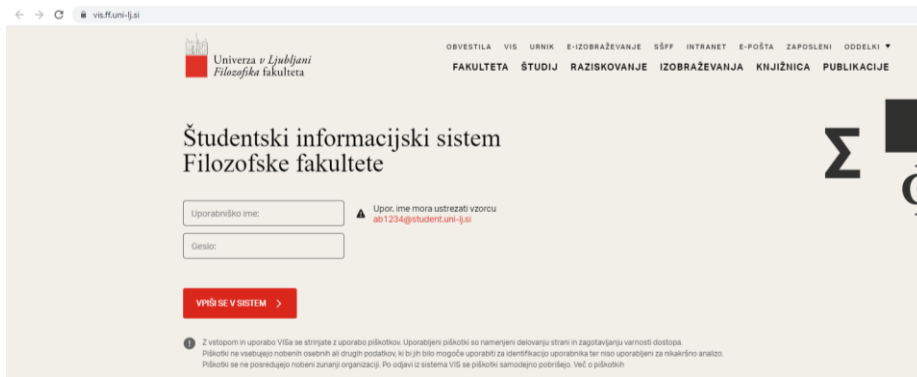 vis.ff.uni-lj.si
OBVESTILA VIS URNIK E-IZOBRAŽEVANJE SŠFF INTRANET E-POŠTA ZAPOSLENI ODDELKI ▼
Univerza v Ljubljani
Filozofska fakulteta
FAKULTETA ŠTUDIJ RAZISKOVANJE IZOBRAŽEVANJA KNJIŽNICA PUBLIKACIJE
Študentski informacijski sistem
Filozofske fakultete
Σ
Uporabniško ime:
Upor. ime mora ustrezati vzorcu
ab1234@student.uni-lj.si
Geslo:
VPIŠI SE V SISTEM >
Z vstopom in uporabo VISa se strinjate z uporabo piškotkov. Uporabljeni piškotki so namenjeni delovanju strani in zagotavljanju varnosti dostopa.
Piškotki ne vsebujejo nobenih osebnih ali drugih podatkov, ki bi jih bilo mogoče uporabiti za identifikacijo uporabnika ter niso uporabljeni za nikakršno analizo.
Piškotki se ne posredujejo nobeni zunanji organizaciji. Po odjavi iz sistema VIS se piškotki samodejno pobrišejo. Več o piškotkih